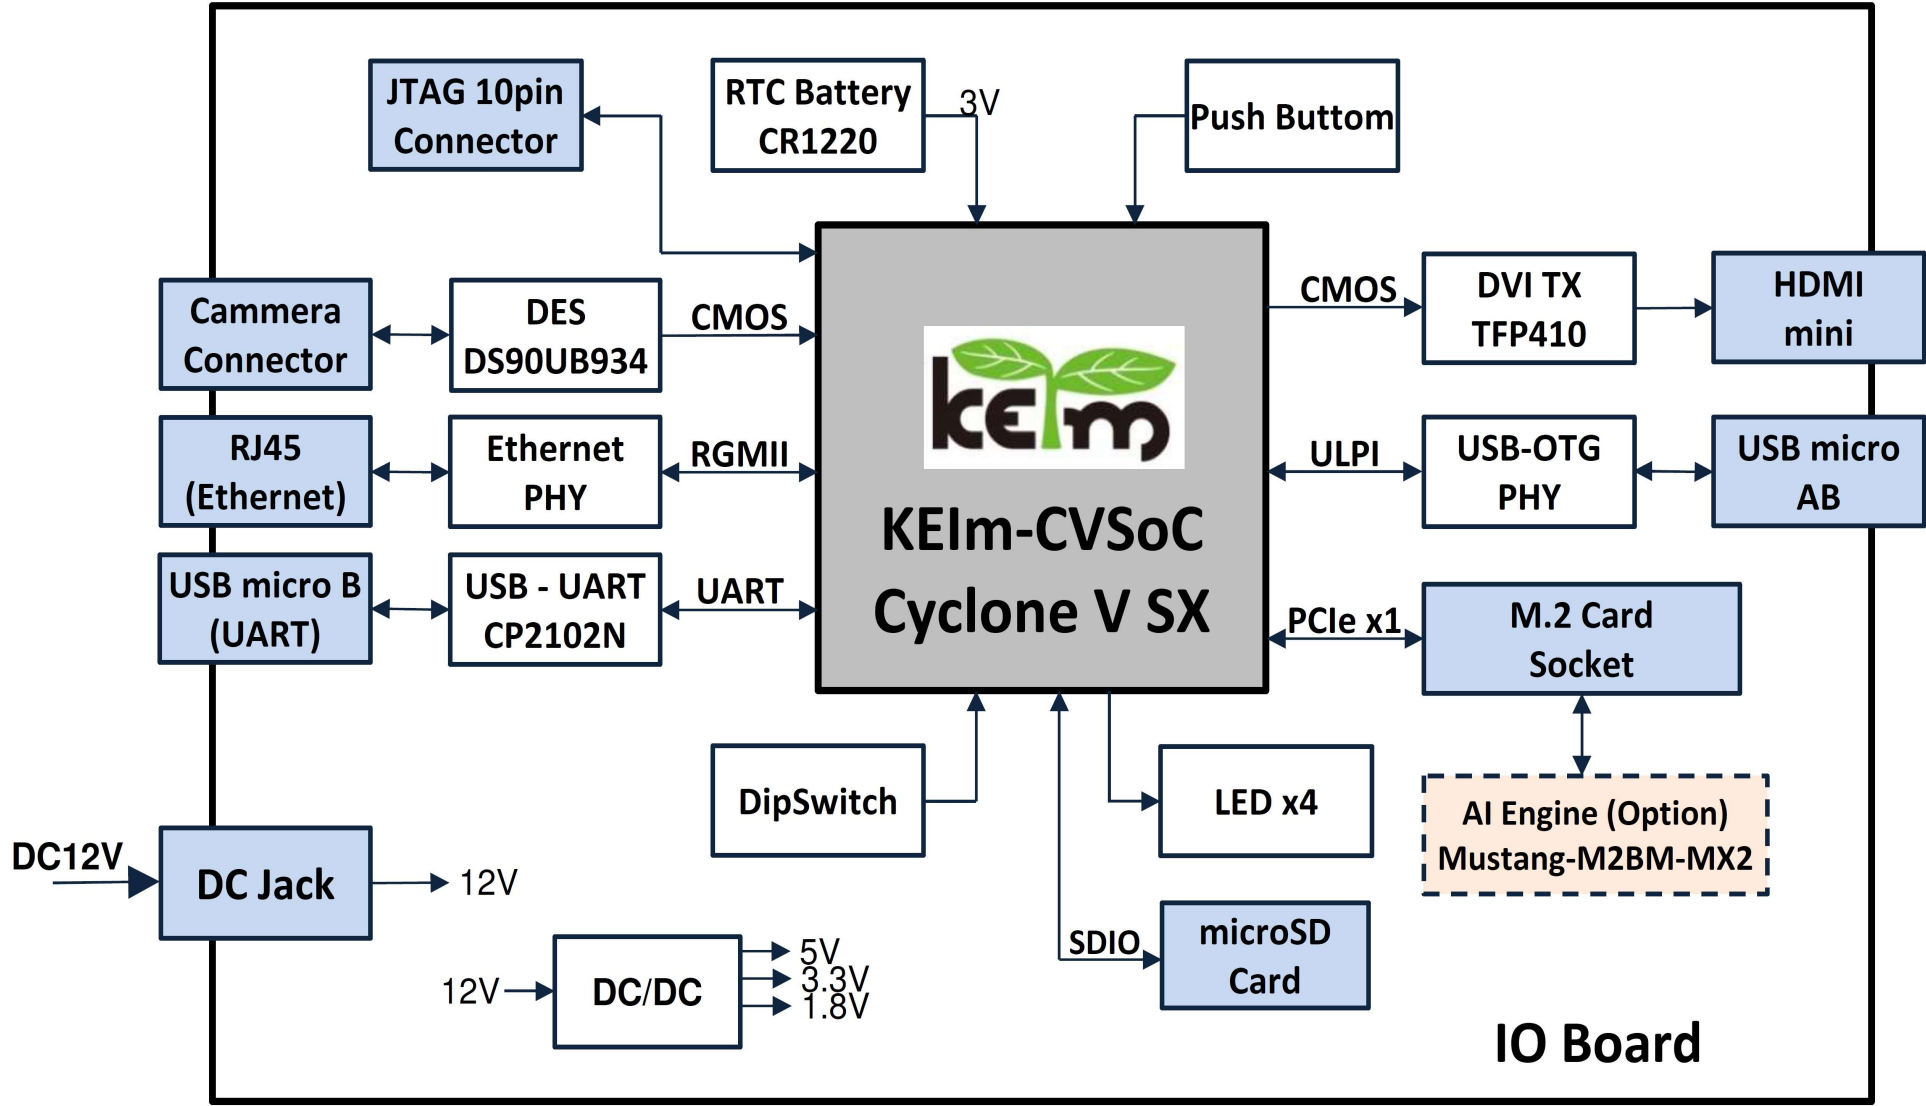 JTAG 10pin
Connector
RTC Battery
CR1220
3V
Push Buttom
Cammera
Connector
DES
DS90UB934
CMOS
RJ45
(Ethernet)
Ethernet
PHY
RGMII
USB micro B
(UART)
USB - UART
CP2102N
UART
KEIm
KEIm-CVSoC
Cyclone V SX
CMOS
DVI TX
TFP410
HDMI
mini
ULPI
USB-OTG
PHY
USB micro
AB
PCIe x1
M.2 Card
Socket
AI Engine (Option)
Mustang-M2BM-MX2
DipSwitch
LED x4
SDIO
microSD
Card
DC12V
DC Jack
12V
12V
DC/DC
5V
3.3V
1.8V
IO Board